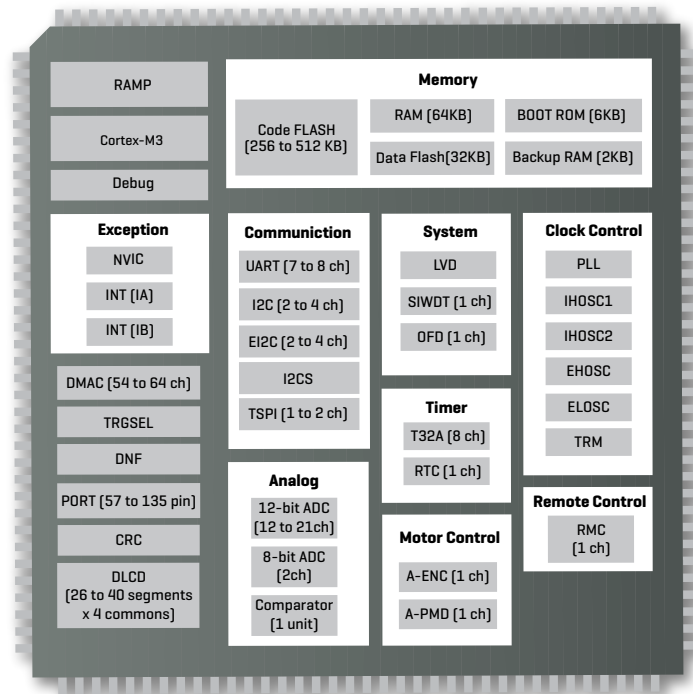 RAMP
Cortex-M3
Debug
Memory
Code FLASH
(256 to 512 KB)
RAM (64KB)
BOOT ROM (6KB)
Data Flash(32KB)
Backup RAM (2KB)
Exception
NVIC
INT (IA)
INT (IB)
DMAC (54 to 64 ch)
TRGSEL
DNF
PORT (57 to 135 pin)
CRC
DLCD
(26 to 40 segments
x 4 commons)
Communiction
UART (7 to 8 ch)
I2C (2 to 4 ch)
EI2C (2 to 4 ch)
I2CS
TSPI (1 to 2 ch)
Analog
12-bit ADC
(12 to 21ch)
8-bit ADC
(2ch)
Comparator
(1 unit)
System
LVD
SIWDT (1 ch)
OFD (1 ch)
Timer
T32A (8 ch)
RTC (1 ch)
Motor Control
A-ENC (1 ch)
A-PMD (1 ch)
Clock Control
PLL
IHOSC1
IHOSC2
EHOSC
ELOSC
TRM
Remote Control
RMC
(1 ch)